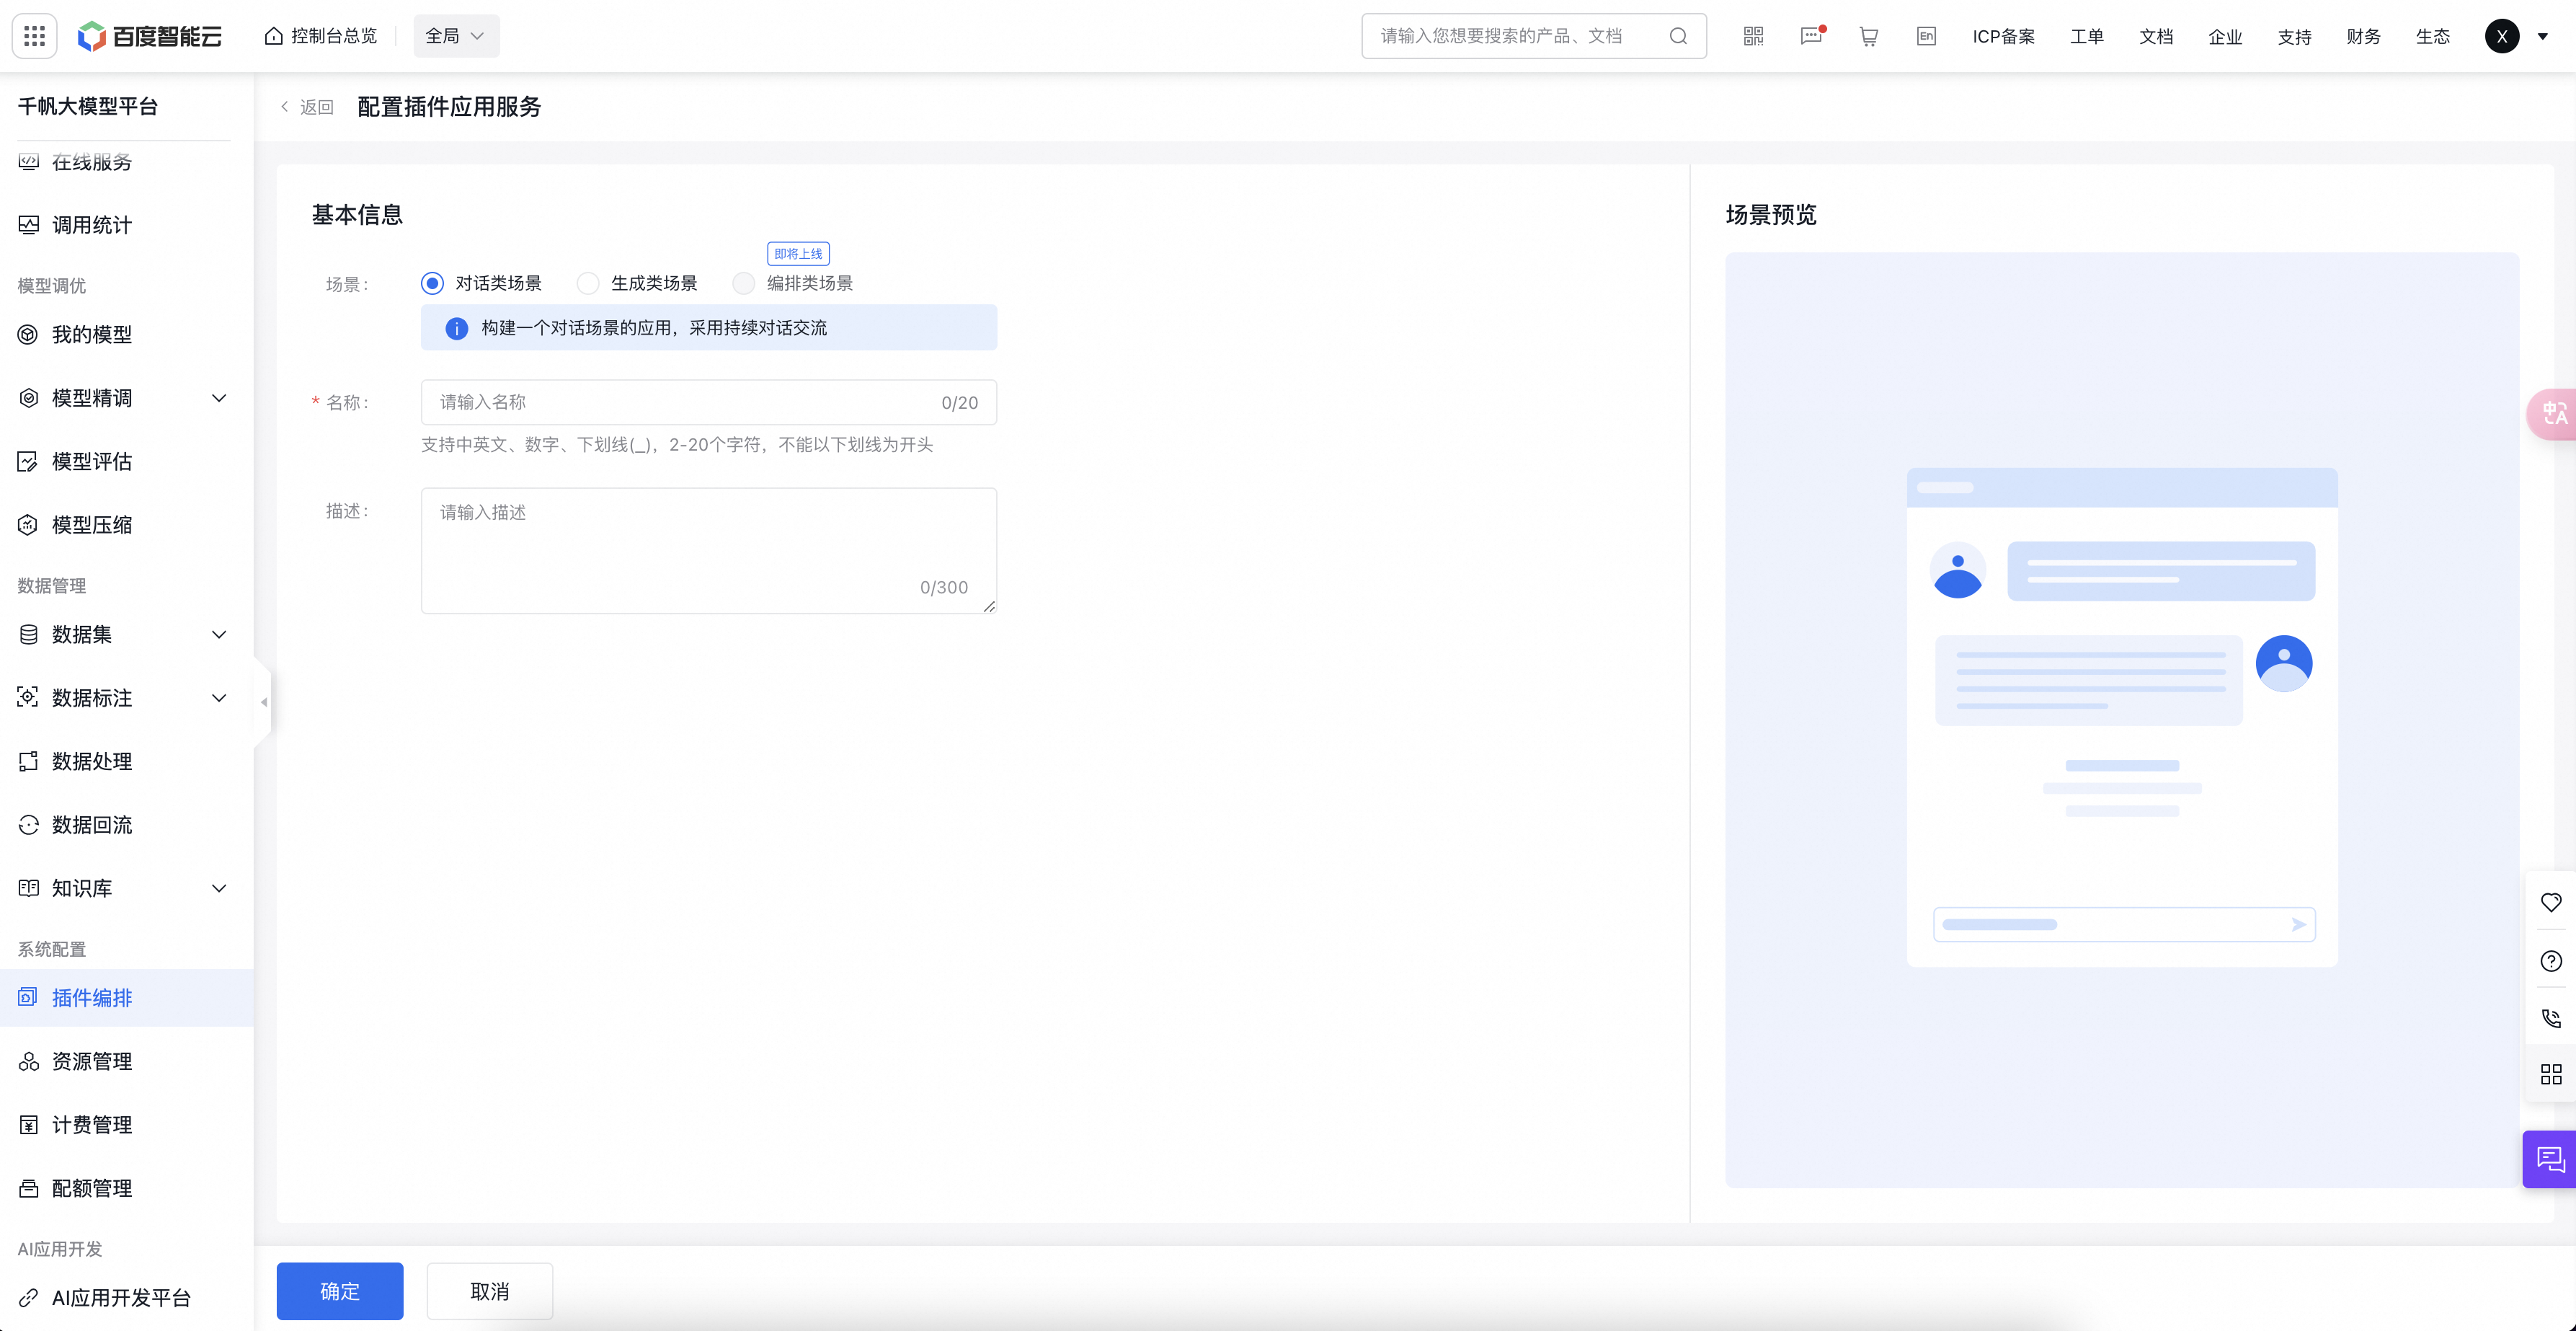 百度智能云
控制台总览
全局
请输入您想要搜索的产品、文档
En
ICP备案
工单
文档
企业
支持
财务
生态
X
千帆大模型平台
在线服务
调用统计
模型调优
我的模型
模型精调
模型评估
模型压缩
数据管理
数据集
数据标注
数据处理
数据回流
知识库
系统配置
插件编排
资源管理
计费管理
配额管理
AI应用开发
AI应用开发平台
返回
配置插件应用服务
基本信息
即将上线
场景： 对话类场景 生成类场景 编排类场景
构建一个对话场景的应用，采用持续对话交流
* 名称： 请输入名称 0/20
支持中英文、数字、下划线(_)，2-20个字符，不能以下划线为开头
描述： 请输入描述
0/300
场景预览
中A
确定
取消